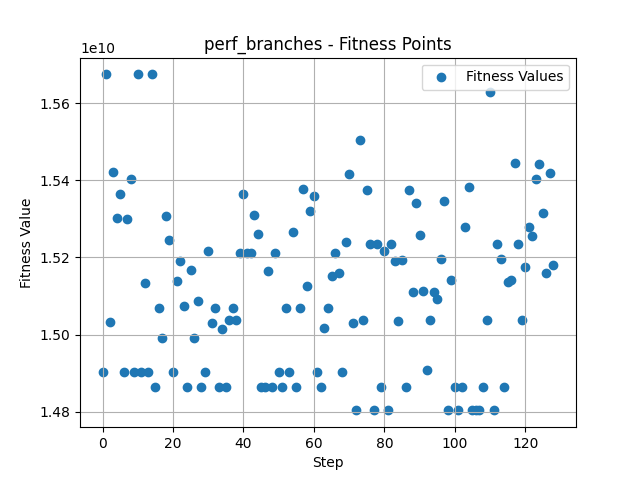 perf_branches - Fitness Points
1e10
Fitness Values
1.56
1.54
1.52
1.50
1.48
Fitness Value
0 20 40 60 80 100 120
Step